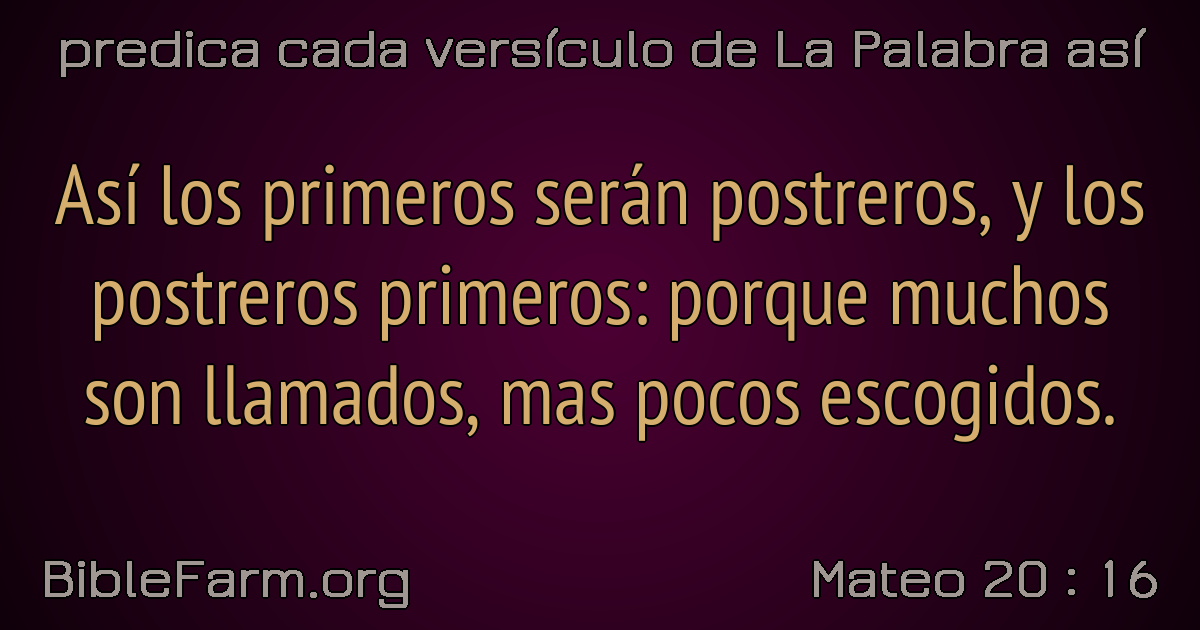 predica cada versículo de La Palabra así
Así los primeros serán postreros, y los
postreros primeros: porque muchos
son llamados, mas pocos escogidos.
BibleFarm.org
Mateo 20 : 16